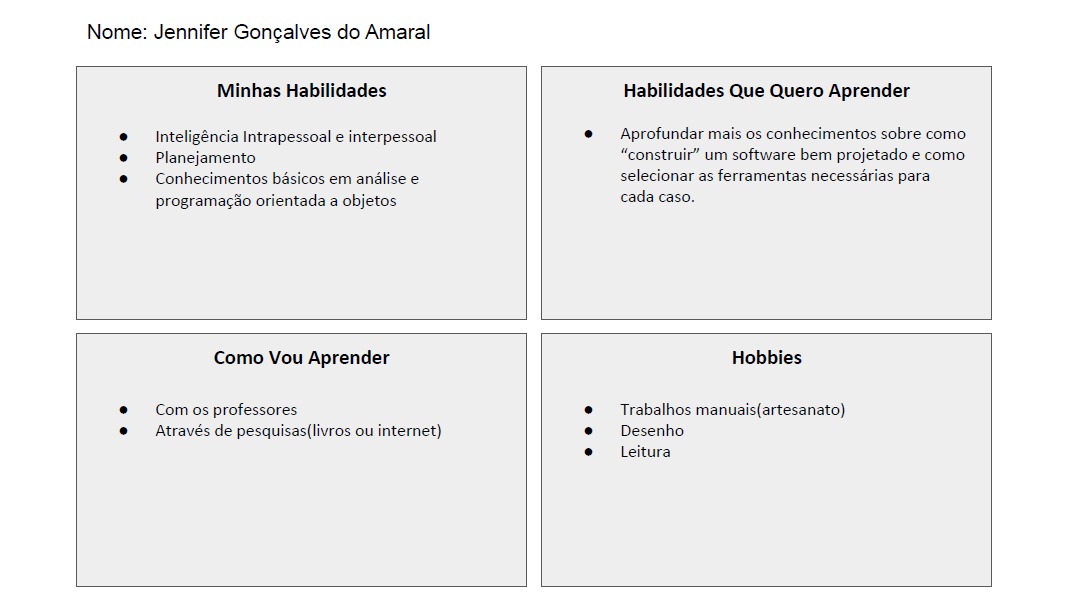 Nome: Jennifer Gonçalves do Amaral
Minhas Habilidades
● Inteligência Intrapessoal e interpessoal
● Planejamento
● Conhecimentos básicos em análise e
programação orientada a objetos
Habilidades Que Quero Aprender
● Aprofundar mais os conhecimentos sobre como
“construir” um software bem projetado e como
selecionar as ferramentas necessárias para
cada caso.
Como Vou Aprender
● Com os professores
● Através de pesquisas(livros ou internet)
Hobbies
● Trabalhos manuais(artesanato)
● Desenho
● Leitura